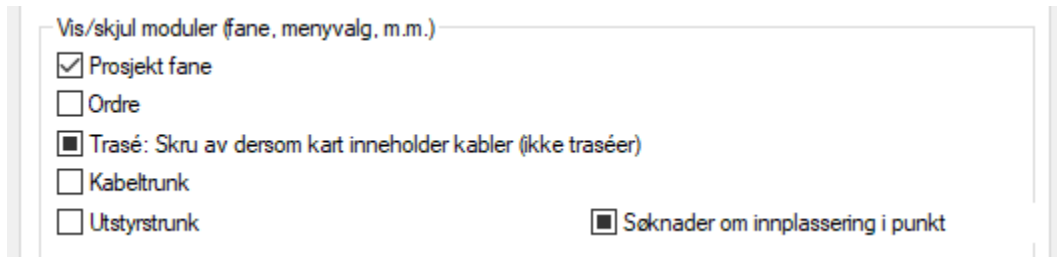 Vis/skjul moduler (fane, menyvalg, m.m.)
Prosjekt fane
Ordre
Trasé: Skru av dersom kart inneholder kabler (ikke traséer)
Kabeltrunk
Utstyrstrunk
Søknader om innplassering i punkt